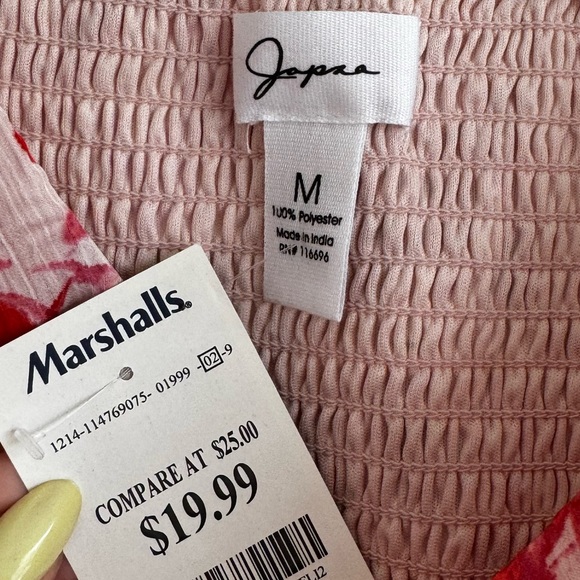 Japna
M
100% Polyester
Made in India
RN# 116696
Marshalls®
1214-114769075- 01999 -02-9
COMPARE AT $25.00
$19.99